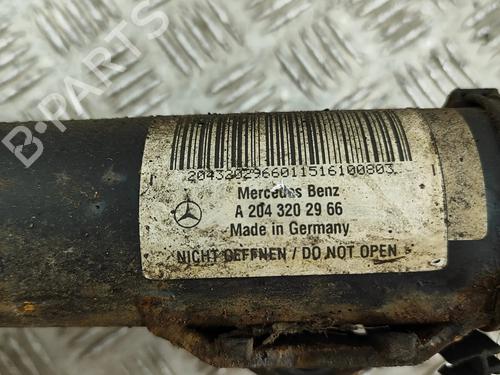 B-PARTS
2043202966011516100803
Mercedes Benz
A 204 320 29 66
Made in Germany
NICHT OEFFNEN / DO NOT OPEN